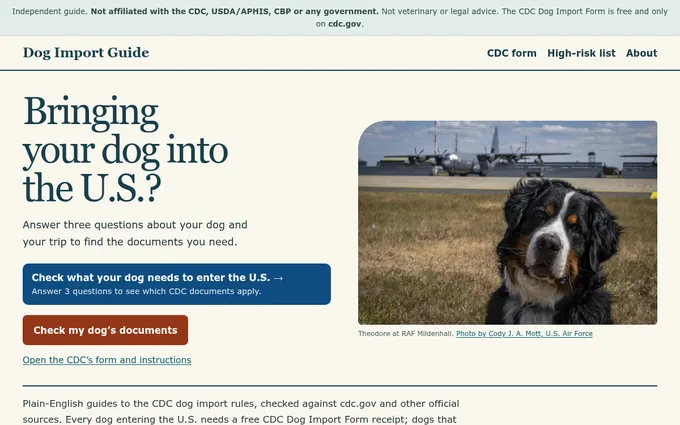 Independent guide. Not affiliated with the CDC, USDA/APHIS, CBP or any government. Not veterinary or legal advice. The CDC Dog Import Form is free and only
on cdc.gov.
Dog Import Guide
CDC form High-risk list About
Bringing
your dog into
the U.S.?
Answer three questions about your dog and
your trip to find the documents you need.
Check what your dog needs to enter the U.S. →
Answer 3 questions to see which CDC documents apply.
Check my dog’s documents
Open the CDC’s form and instructions
Theodore at RAF Mildenhall. Photo by Cody J. A. Mott, U.S. Air Force
Plain-English guides to the CDC dog import rules, checked against cdc.gov and other official
sources. Every dog entering the U.S. needs a free CDC Dog Import Form receipt; dogs that